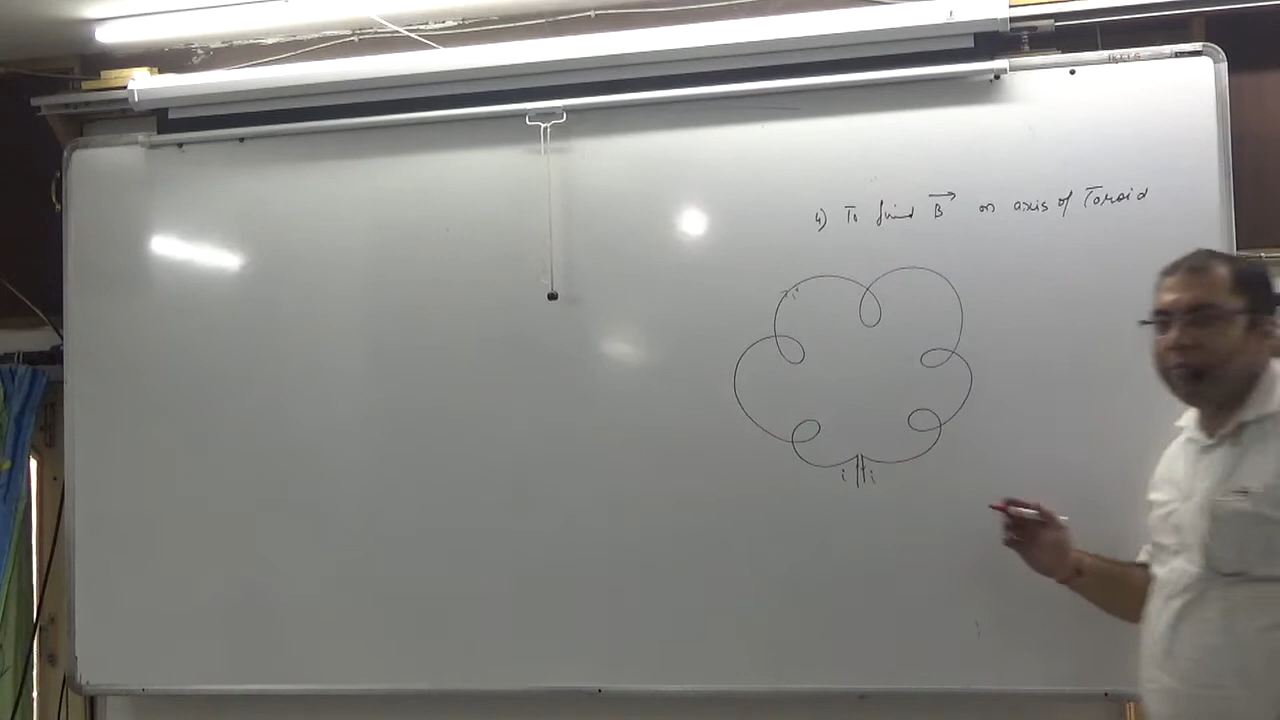 4) To find B on axis of Toroid
i i